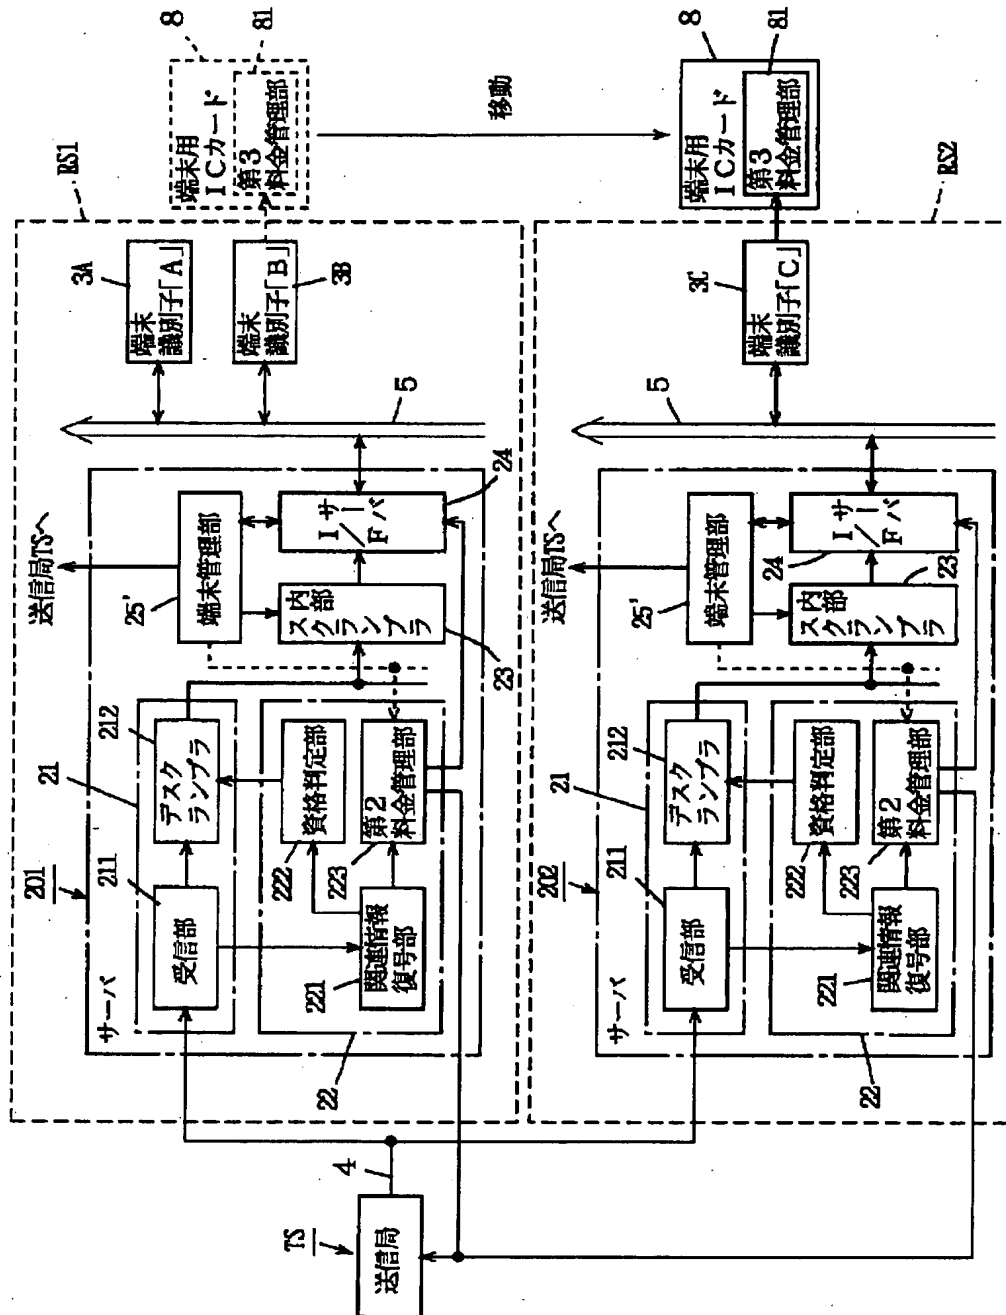 送信局
TS
4
RS1
サーバ
201
21
211
受信部
212
デスク
ランプラ
22
221
関連情報
復号部
222
資格判定部
223
第2
料金管理部
送信局TSへ
25'
端末管理部
内部
スクランブラ
23
サーバ
I/F
24
5
3A
端末
識別子「A」
端末
識別子「B」
3B
8
端末用
ICカード
第3
料金管理部
81
移動
RS2
サーバ
202
21
211
受信部
212
デスク
ランプラ
22
221
関連情報
復号部
222
資格判定部
223
第2
料金管理部
送信局TSへ
25'
端末管理部
内部
スクランブラ
23
サーバ
I/F
24
5
3C
端末
識別子「C」
8
端末用
ICカード
第3
料金管理部
81